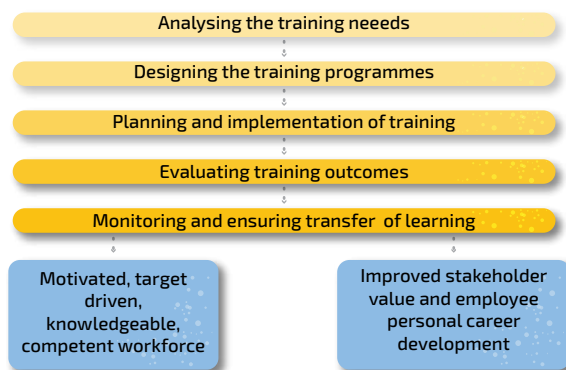 Analysing the training needs
Designing the training programmes
Planning and implementation of training
Evaluating training outcomes
Monitoring and ensuring transfer of learning
Motivated, target
driven,
knowledgeable,
competent workforce
Improved stakeholder
value and employee
personal career
development